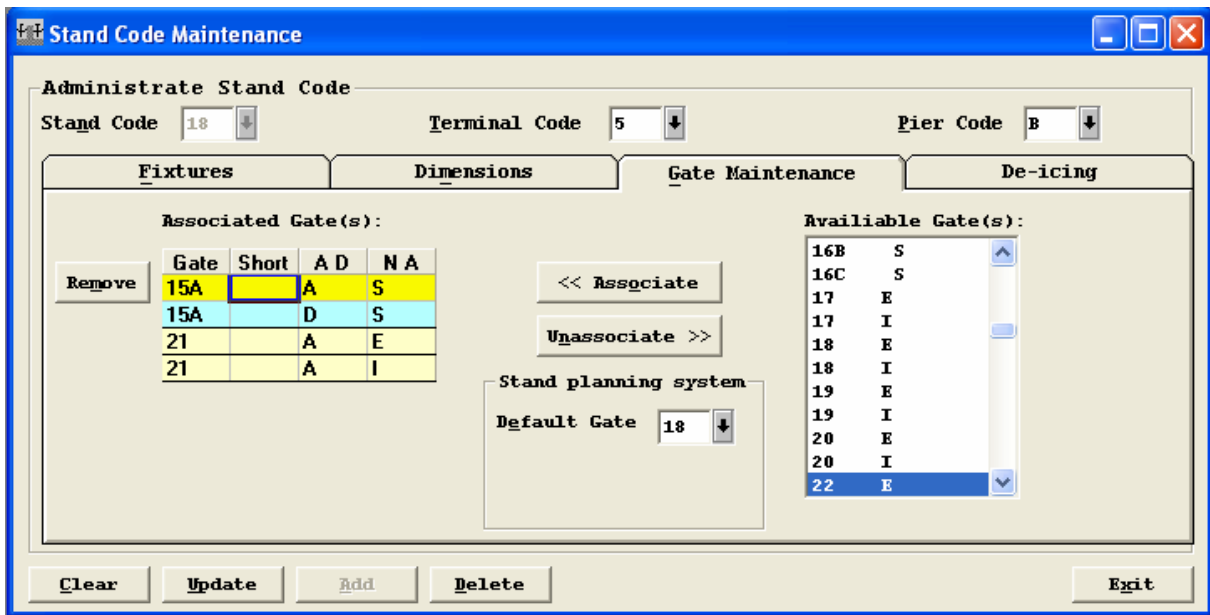 Stand Code Maintenance
Administrate Stand Code
Stand Code 18 Terminal Code 5 Pier Code B
Fixtures Dimensions Gate Maintenance De-icing
Associated Gate(s): Availiable Gate(s):
Remove
Gate Short A D N A
15A A S
15A D S
21 A E
21 A I
<< Associate
Unassociate >>
Stand planning system
Default Gate 18
16B S
16C S
17 E
17 I
18 E
18 I
19 E
19 I
20 E
20 I
22 E
Clear Update Add Delete Exit